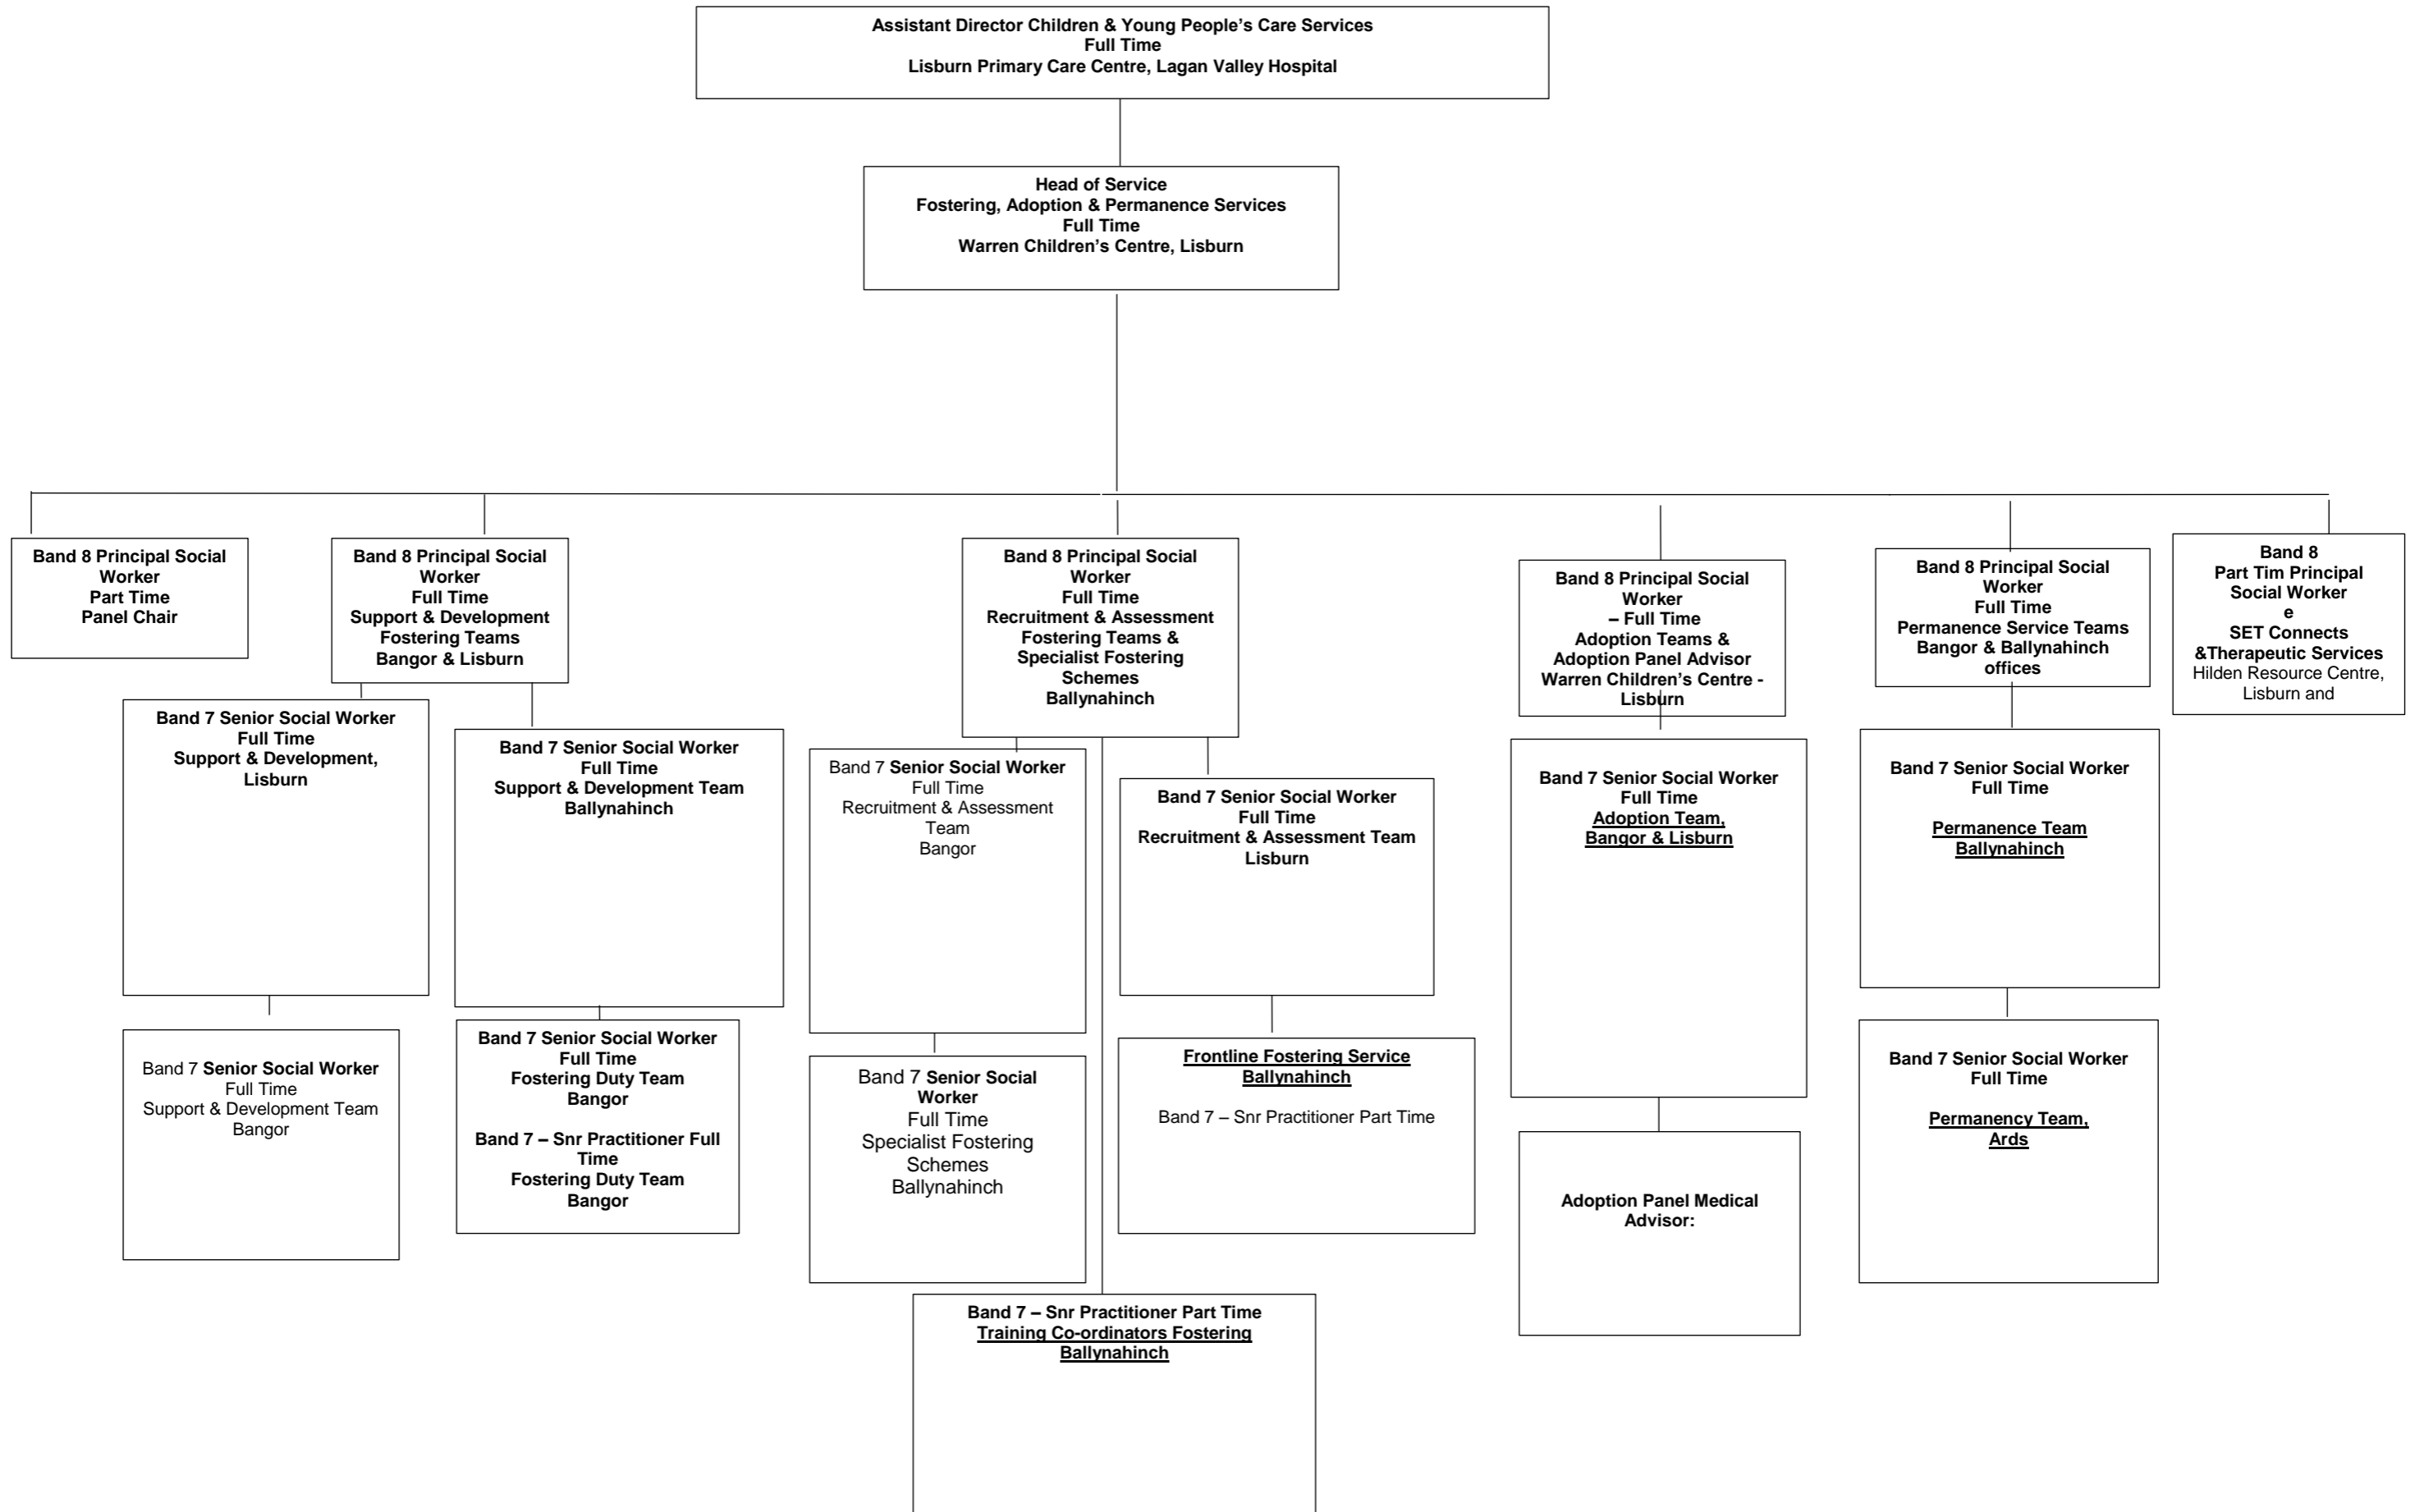 Assistant Director Children & Young People’s Care Services
Full Time
Lisburn Primary Care Centre, Lagan Valley Hospital
Head of Service
Fostering, Adoption & Permanence Services
Full Time
Warren Children’s Centre, Lisburn
Band 8 Principal Social
Worker
Part Time
Panel Chair
Band 8 Principal Social
Worker
Full Time
Support & Development
Fostering Teams
Bangor & Lisburn
Band 8 Principal Social
Worker
Full Time
Recruitment & Assessment
Fostering Teams &
Specialist Fostering
Schemes
Ballynahinch
Band 8 Principal Social
Worker
– Full Time
Adoption Teams &
Adoption Panel Advisor
Warren Children’s Centre -
Lisburn
Band 8 Principal Social
Worker
Full Time
Permanence Service Teams
Bangor & Ballynahinch
offices
Band 8
Part Tim Principal
Social Worker
e
SET Connects
&Therapeutic Services
Hilden Resource Centre,
Lisburn and
Band 7 Senior Social Worker
Full Time
Support & Development,
Lisburn
Band 7 Senior Social Worker
Full Time
Support & Development Team
Ballynahinch
Band 7 Senior Social Worker
Full Time
Recruitment & Assessment
Team
Bangor
Band 7 Senior Social Worker
Full Time
Recruitment & Assessment Team
Lisburn
Band 7 Senior Social Worker
Full Time
Adoption Team,
Bangor & Lisburn
Band 7 Senior Social Worker
Full Time
Permanence Team
Ballynahinch
Band 7 Senior Social Worker
Full Time
Support & Development Team
Bangor
Band 7 Senior Social Worker
Full Time
Fostering Duty Team
Bangor
Band 7 – Snr Practitioner Full
Time
Fostering Duty Team
Bangor
Band 7 Senior Social
Worker
Full Time
Specialist Fostering
Schemes
Ballynahinch
Frontline Fostering Service
Ballynahinch
Band 7 – Snr Practitioner Part Time
Adoption Panel Medical
Advisor:
Band 7 Senior Social Worker
Full Time
Permanency Team,
Ards
Band 7 – Snr Practitioner Part Time
Training Co-ordinators Fostering
Ballynahinch